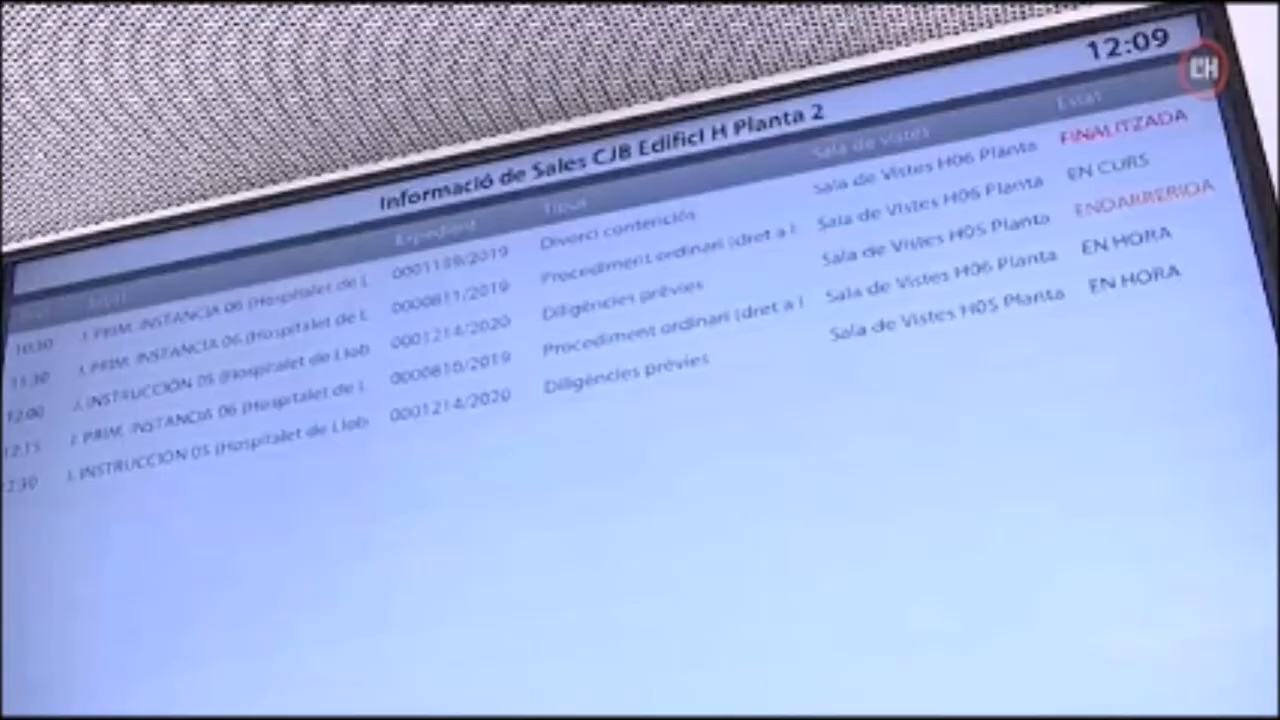 12:09
CH
Informació de Sales CJB Edifici H Planta 2
Expedient Tipus Sala de vistes Estat
10:30 J. PRIM. INSTANCIA 06 (Hospitalet de L 0001189/2019 Divorci contenciós Sala de Vistes H06 Planta FINALITZADA
11:30 J. PRIM. INSTANCIA 06 (Hospitalet de L 0000811/2019 Procediment ordinari (dret a l Sala de Vistes H06 Planta EN CURS
12:00 J. INSTRUCCIÓN 05 (Hospitalet de Llob 0001214/2020 Diligències prèvies Sala de Vistes H05 Planta ENDARRERIDA
12:15 J. PRIM. INSTANCIA 06 (Hospitalet de L 0000810/2019 Procediment ordinari (dret a l Sala de Vistes H06 Planta EN HORA
12:30 J. INSTRUCCIÓN 05 (Hospitalet de Llob 0001214/2020 Diligències prèvies Sala de Vistes H05 Planta EN HORA